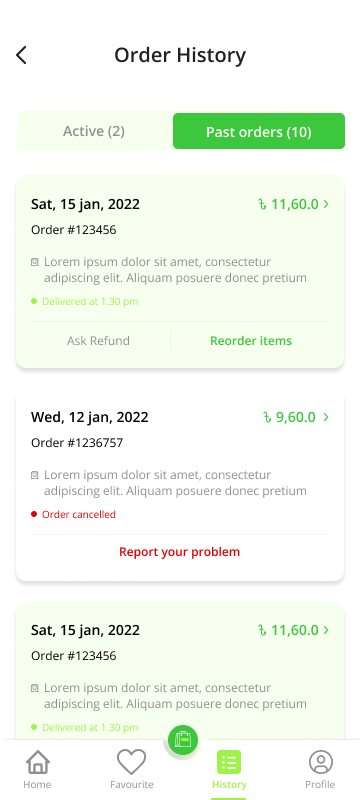 Order History
Active (2)
Past orders (10)
Sat, 15 jan, 2022
৳ 11,60.0 >
Order #123456
Lorem ipsum dolor sit amet, consectetur
adipiscing elit. Aliquam posuere donec pretium
Delivered at 1.30 pm
Ask Refund
Reorder items
Wed, 12 jan, 2022
৳ 9,60.0 >
Order #1236757
Lorem ipsum dolor sit amet, consectetur
adipiscing elit. Aliquam posuere donec pretium
Order cancelled
Report your problem
Sat, 15 jan, 2022
৳ 11,60.0 >
Order #123456
Lorem ipsum dolor sit amet, consectetur
adipiscing elit. Aliquam posuere donec pretium
Delivered at 1.30 pm
Home
Favourite
History
Profile